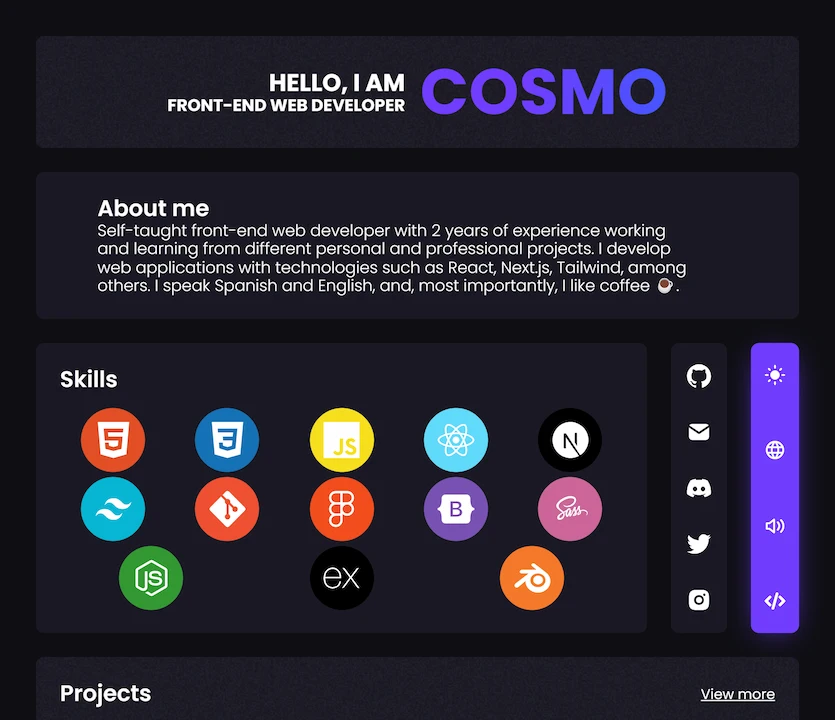 HELLO, I AM
FRONT-END WEB DEVELOPER
COSMO
About me
Self-taught front-end web developer with 2 years of experience working
and learning from different personal and professional projects. I develop
web applications with technologies such as React, Next.js, Tailwind, among
others. I speak Spanish and English, and, most importantly, I like coffee ☕.
Skills
5
3
JS
N
B
Sass
JS
ex
Projects
View more